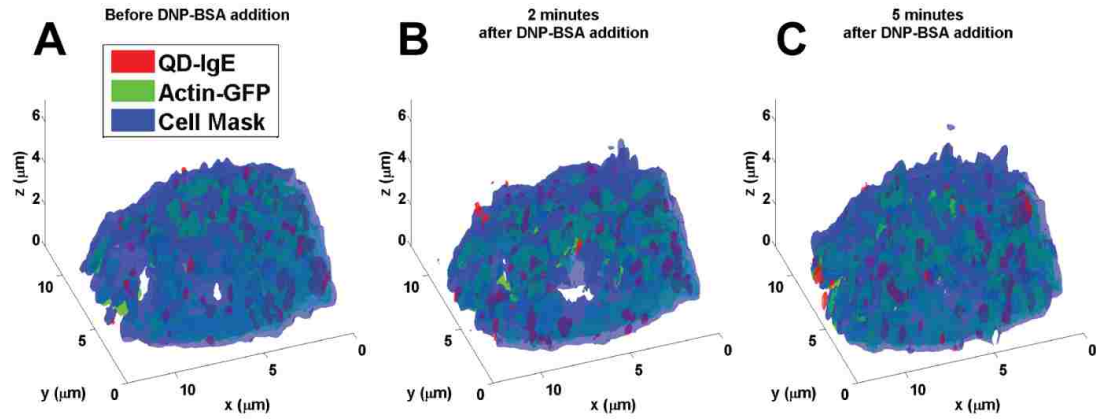 A
Before DNP-BSA addition
QD-IgE
Actin-GFP
Cell Mask
z (μm)
6
4
2
0
10
5
0
y (μm)
10
5
0
x (μm)
B
2 minutes
after DNP-BSA addition
z (μm)
6
4
2
0
10
5
0
y (μm)
10
5
0
x (μm)
C
5 minutes
after DNP-BSA addition
z (μm)
6
4
2
0
10
5
0
y (μm)
10
5
0
x (μm)